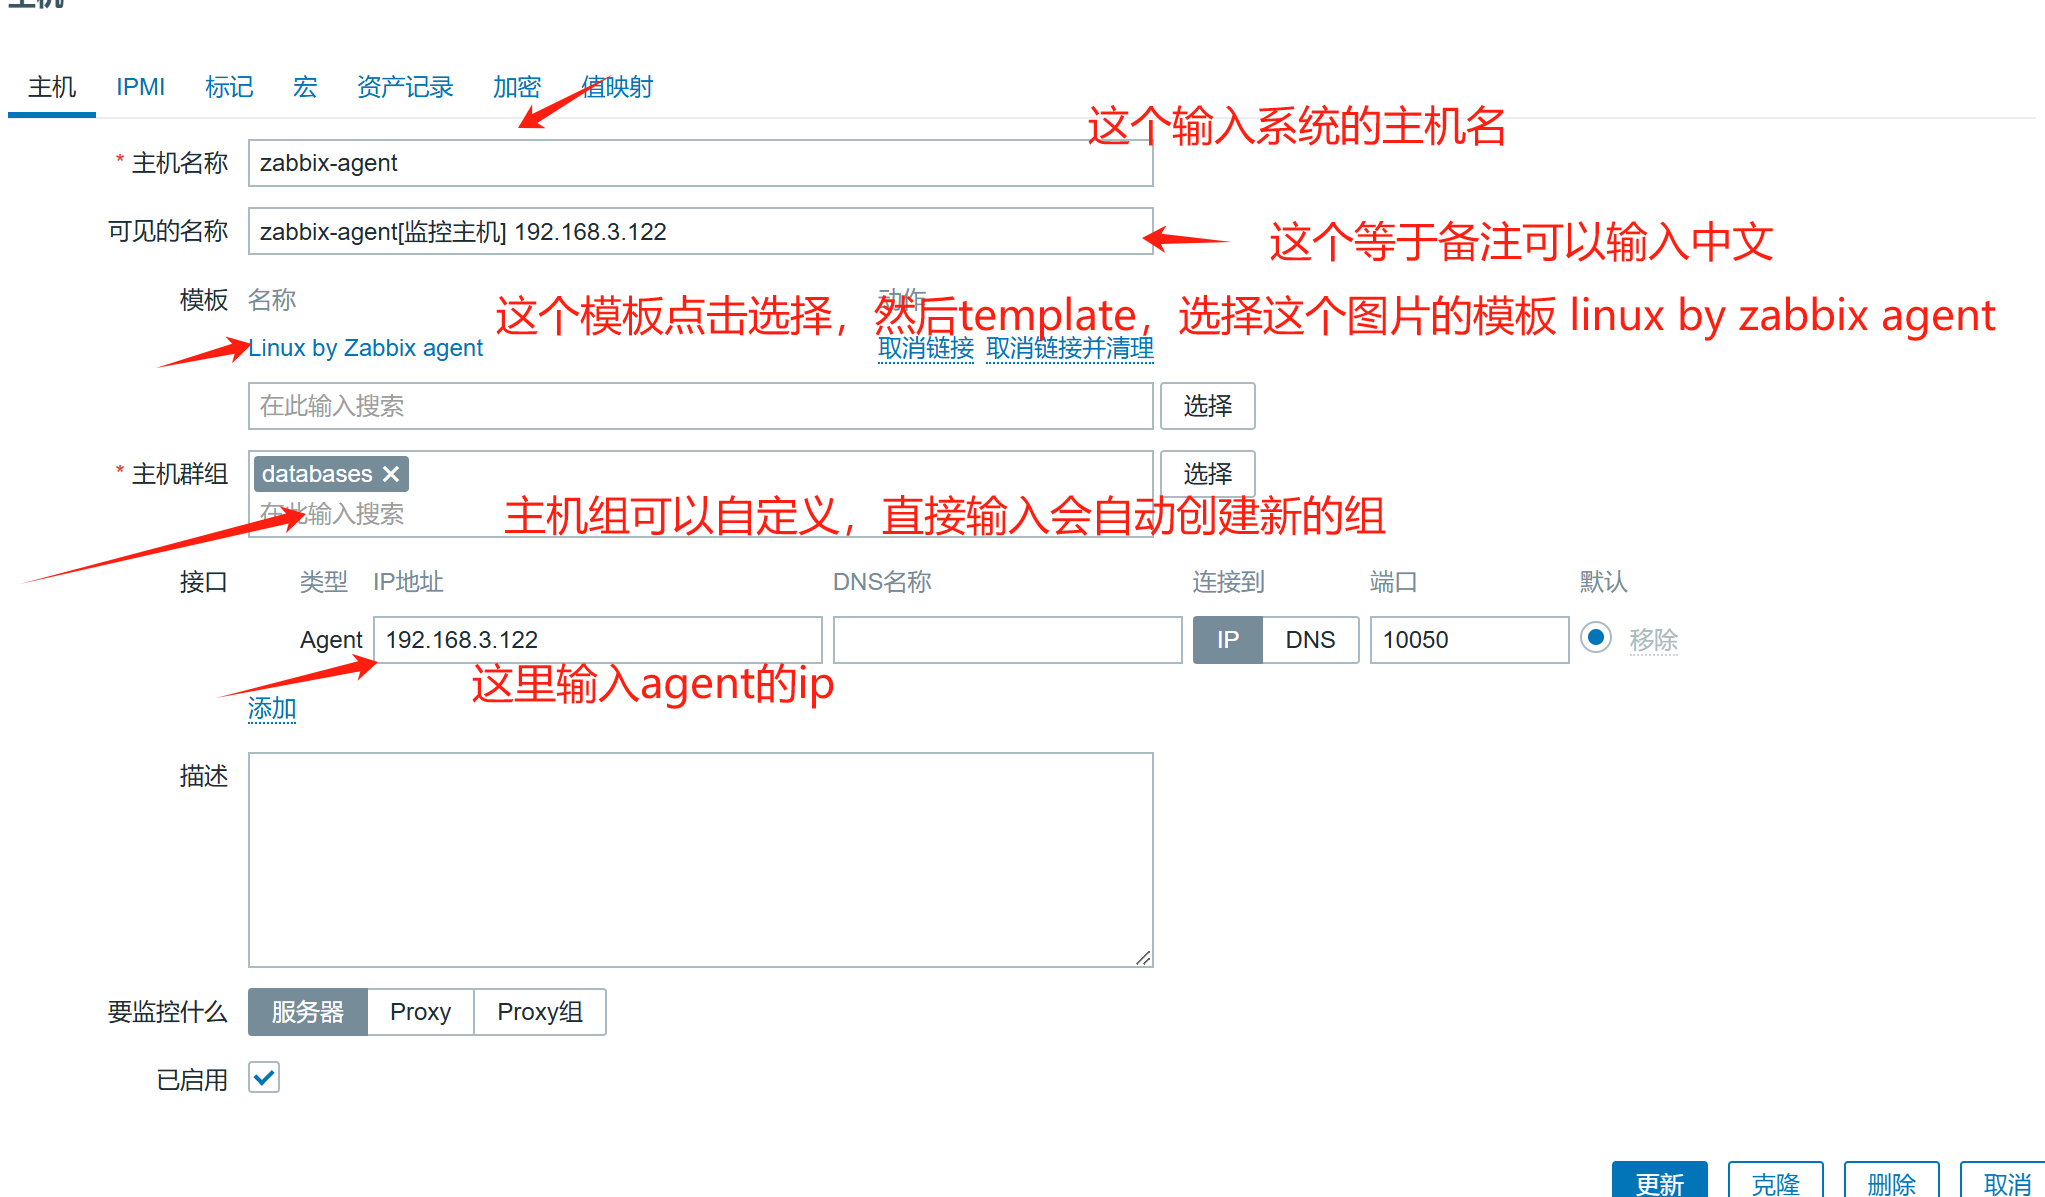 主机
主机 IPMI 标记 宏 资产记录 加密 值映射
这个输入系统的主机名
* 主机名称 zabbix-agent
可见的名称 zabbix-agent[监控主机] 192.168.3.122
这个等于备注可以输入中文
模板 名称 动作
这个模板点击选择，然后template，选择这个图片的模板 linux by zabbix agent
Linux by Zabbix agent 取消链接 取消链接并清理
在此输入搜索 选择
* 主机群组 databases 选择
在此输入搜索
主机组可以自定义，直接输入会自动创建新的组
接口 类型 IP地址 DNS名称 连接到 端口 默认
Agent 192.168.3.122 IP DNS 10050 移除
这里输入agent的ip
添加
描述
要监控什么 服务器 Proxy Proxy组
已启用
更新 克隆 删除 取消